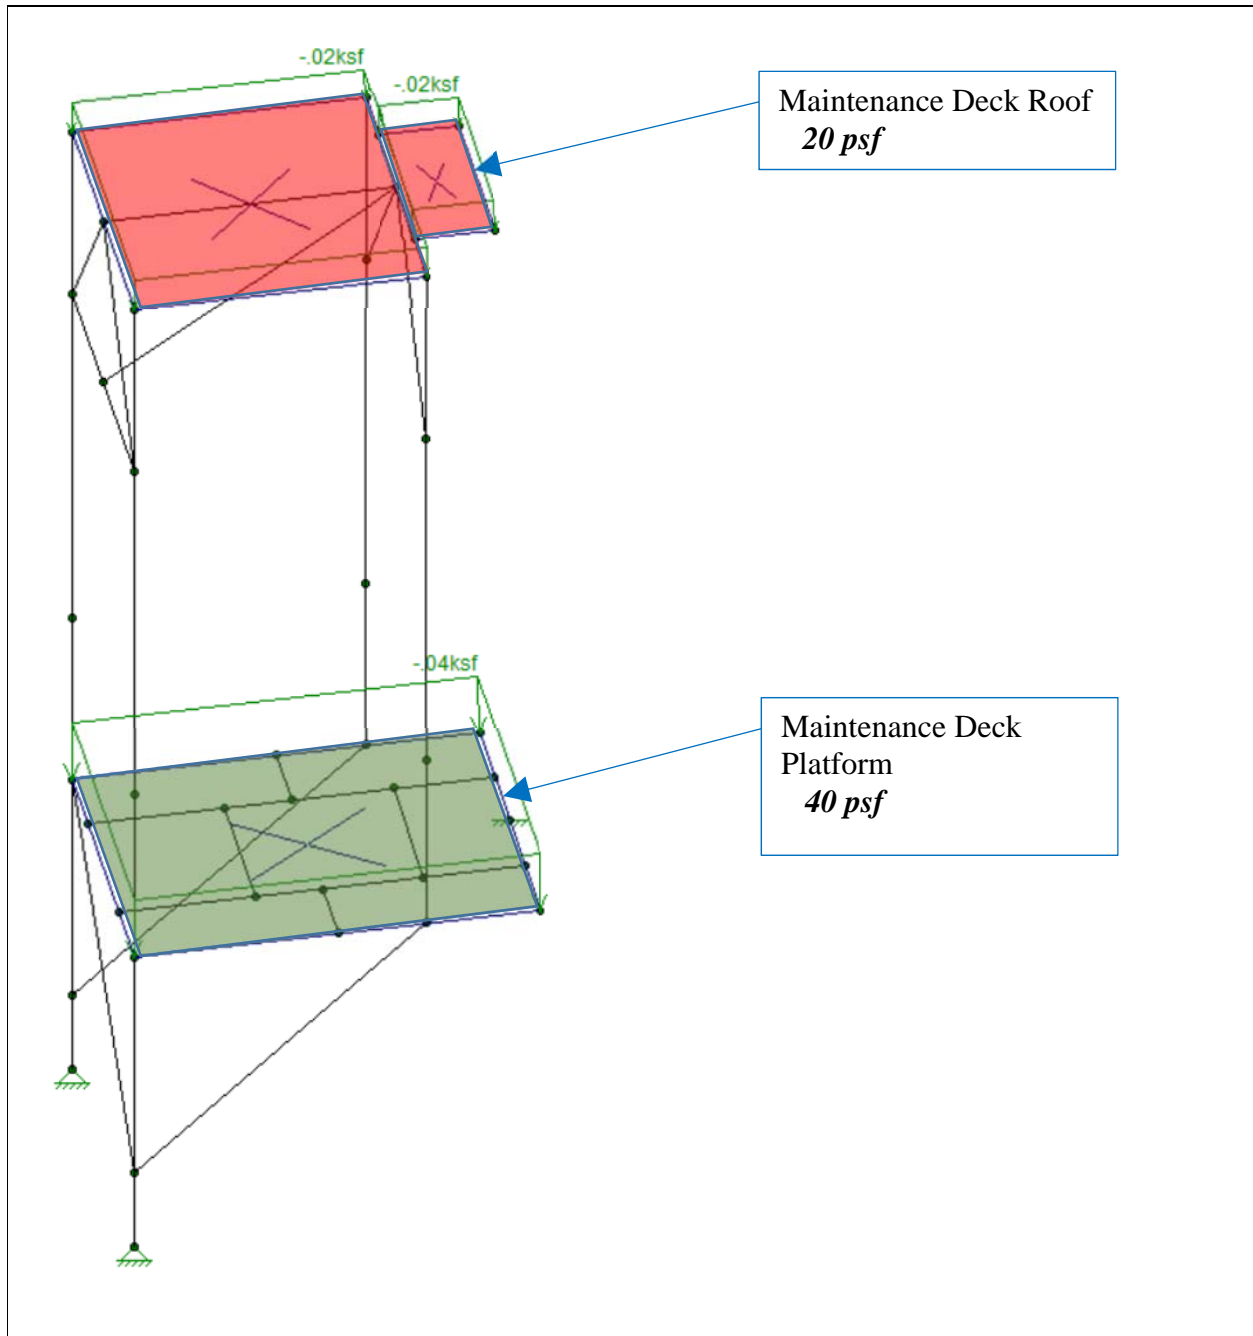 -.02ksf
-.02ksf
Maintenance Deck Roof
20 psf
-.04ksf
Maintenance Deck
Platform
40 psf